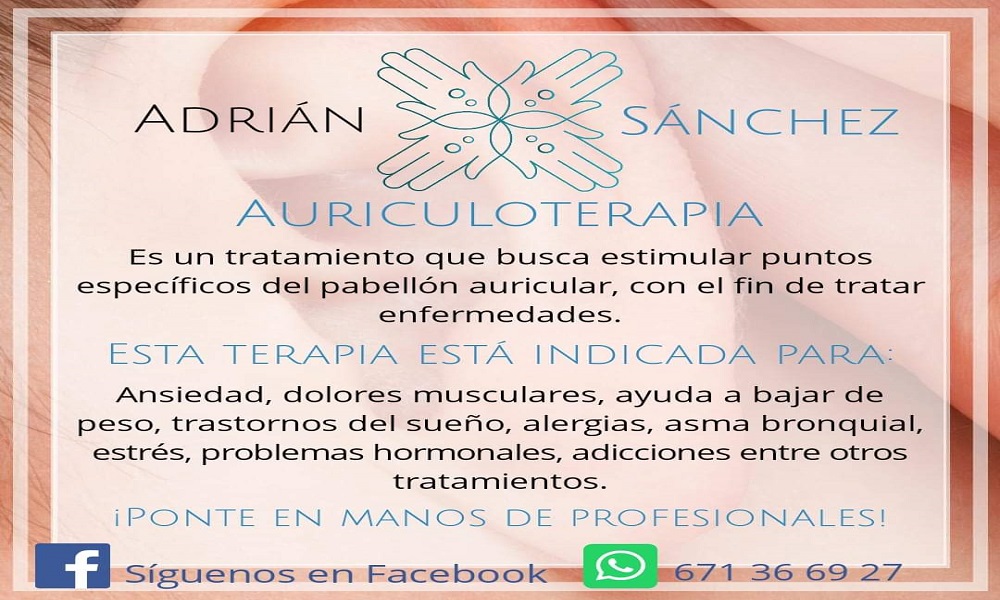 ADRIÁN SÁNCHEZ
AURICULOTERAPIA
Es un tratamiento que busca estimular puntos
específicos del pabellón auricular, con el fin de tratar
enfermedades.
ESTA TERAPIA ESTÁ INDICADA PARA:
Ansiedad, dolores musculares, ayuda a bajar de
peso, trastornos del sueño, alergias, asma bronquial,
estrés, problemas hormonales, adicciones entre otros
tratamientos.
¡PONTE EN MANOS DE PROFESIONALES!
Síguenos en Facebook 671 36 69 27